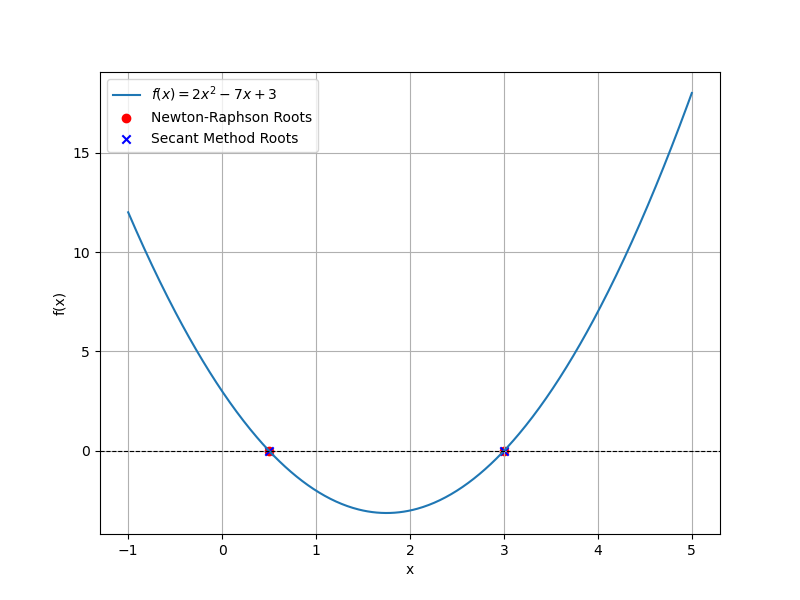 f(x) = 2x² − 7x + 3
Newton-Raphson Roots
Secant Method Roots
15
10
5
0
f(x)
−1 0 1 2 3 4 5
x